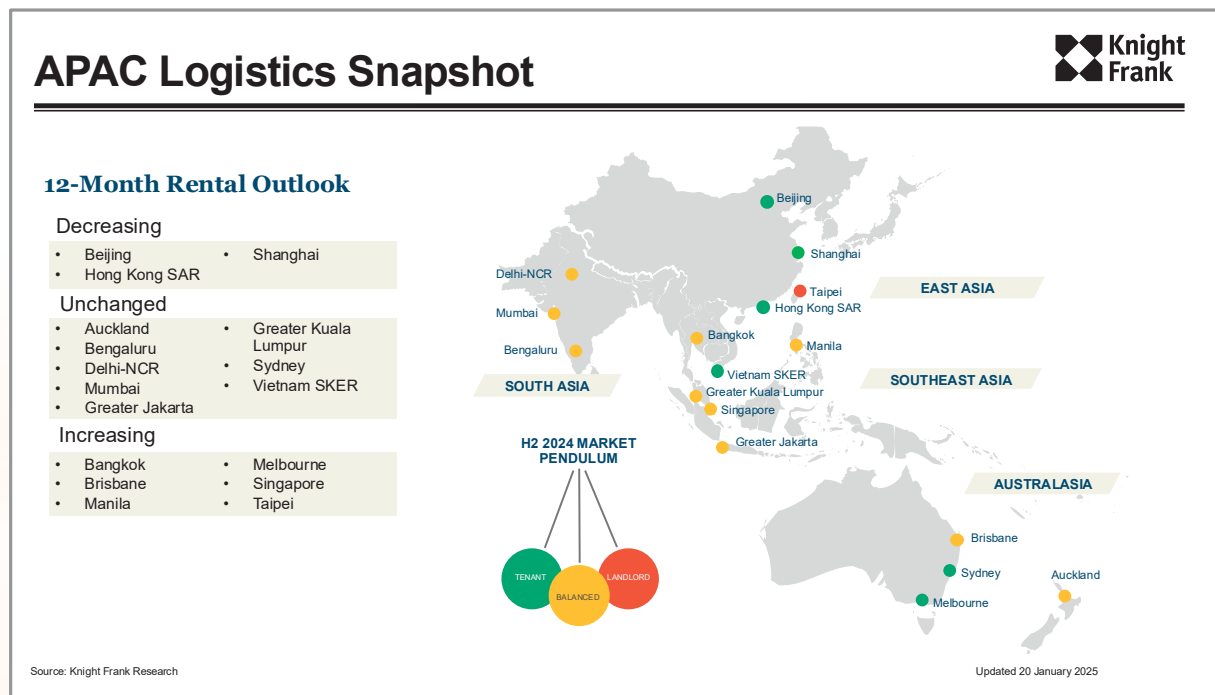 APAC Logistics Snapshot
Knight
Frank
12-Month Rental Outlook
Decreasing
• Beijing
• Hong Kong SAR
• Shanghai
Unchanged
• Auckland
• Bengaluru
• Delhi-NCR
• Mumbai
• Greater Jakarta
• Greater Kuala
Lumpur
• Sydney
• Vietnam SKER
Increasing
• Bangkok
• Brisbane
• Manila
• Melbourne
• Singapore
• Taipei
Beijing
Shanghai
Delhi-NCR
EAST ASIA
Taipei
Hong Kong SAR
Mumbai
Bangkok
Manila
Bengaluru
Vietnam SKER
SOUTHEAST ASIA
SOUTH ASIA
Greater Kuala Lumpur
Singapore
Greater Jakarta
H2 2024 MARKET
PENDULUM
TENANT
BALANCED
LANDLORD
AUSTRALASIA
Brisbane
Sydney
Auckland
Melbourne
Source: Knight Frank Research
Updated 20 January 2025